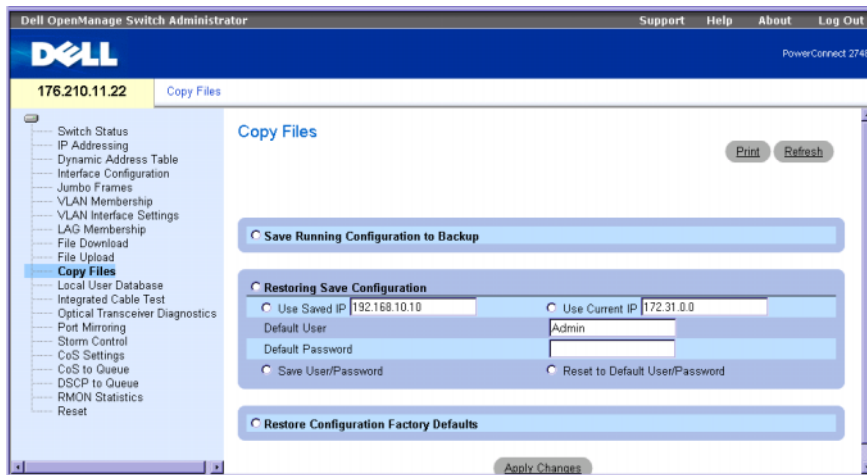 Dell OpenManage Switch Administrator
Support Help About Log Out
DELL
PowerConnect 2748
176.210.11.22
Copy Files
Switch Status
IP Addressing
Dynamic Address Table
Interface Configuration
Jumbo Frames
VLAN Membership
VLAN Interface Settings
LAG Membership
File Download
File Upload
Copy Files
Local User Database
Integrated Cable Test
Optical Transceiver Diagnostics
Port Mirroring
Storm Control
CoS Settings
CoS to Queue
DSCP to Queue
RMON Statistics
Reset
Copy Files
Print Refresh
Save Running Configuration to Backup
Restoring Save Configuration
Use Saved IP 192.168.10.10 Use Current IP 172.31.0.0
Default User Admin
Default Password
Save User/Password Reset to Default User/Password
Restore Configuration Factory Defaults
Apply Changes